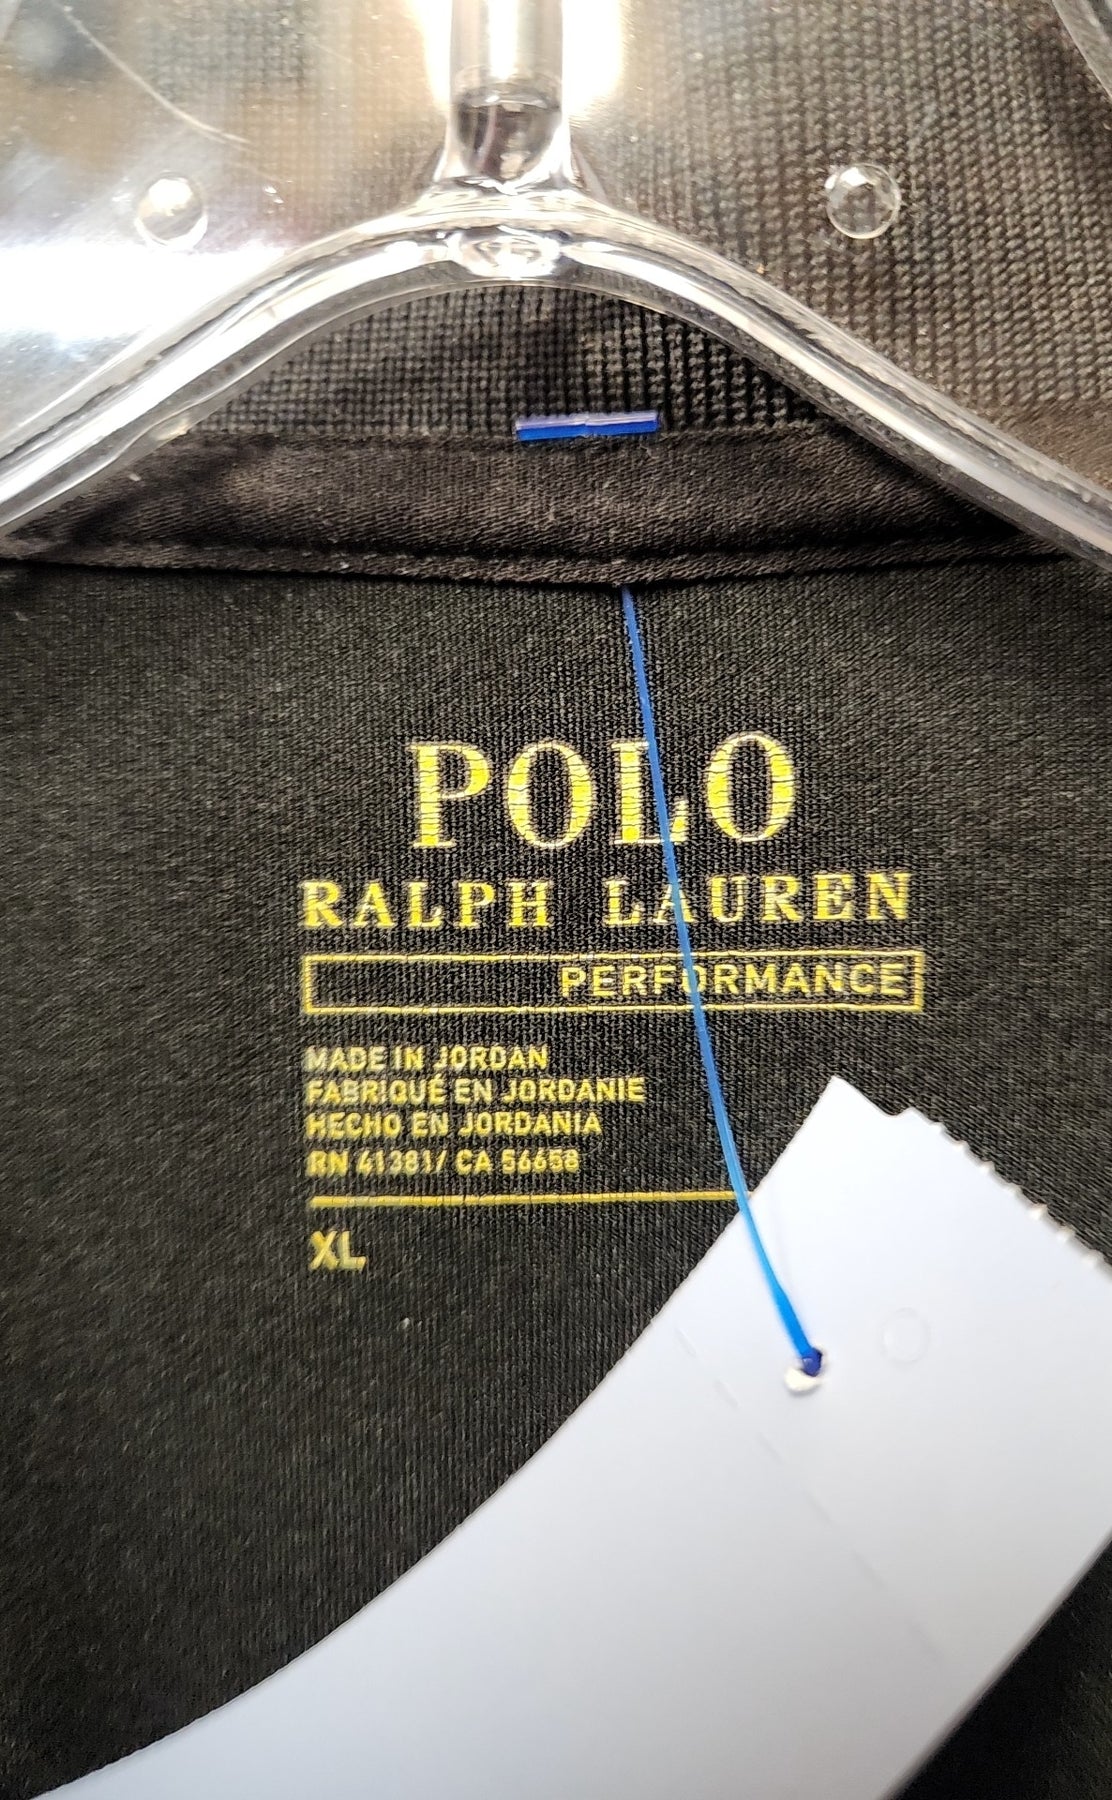 POLO
RALPH LAUREN
PERFORMANCE
MADE IN JORDAN
FABRIQUÉ EN JORDANIE
HECHO EN JORDANIA
RN 41381/ CA 56658
XL